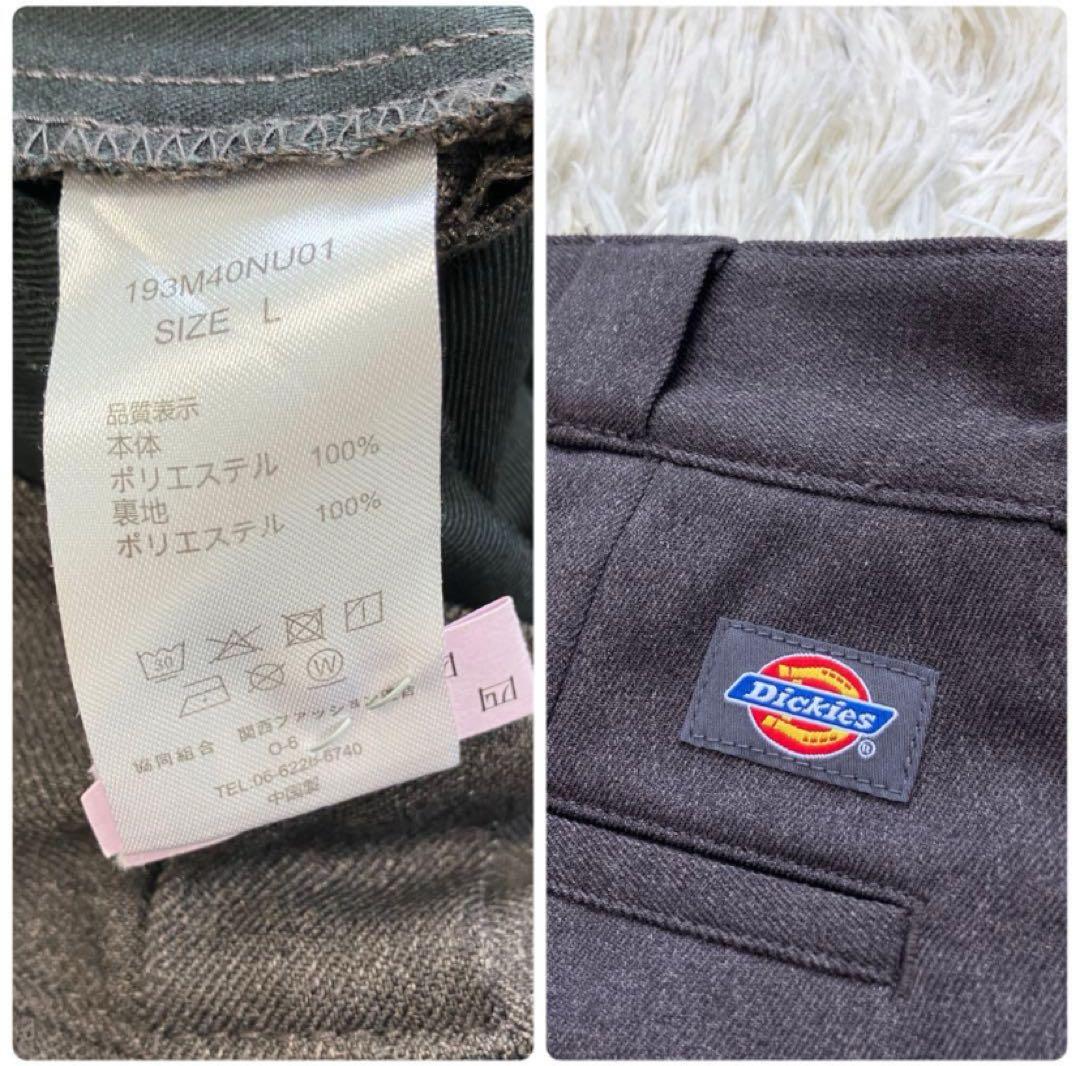 193M40NU01
SIZE L
品質表示
本体
ポリエステル 100%
裏地
ポリエステル 100%
30
W
協同組合 関西ファッション連合
O-6
TEL.06-6228-6740
中国製
Dickies
®